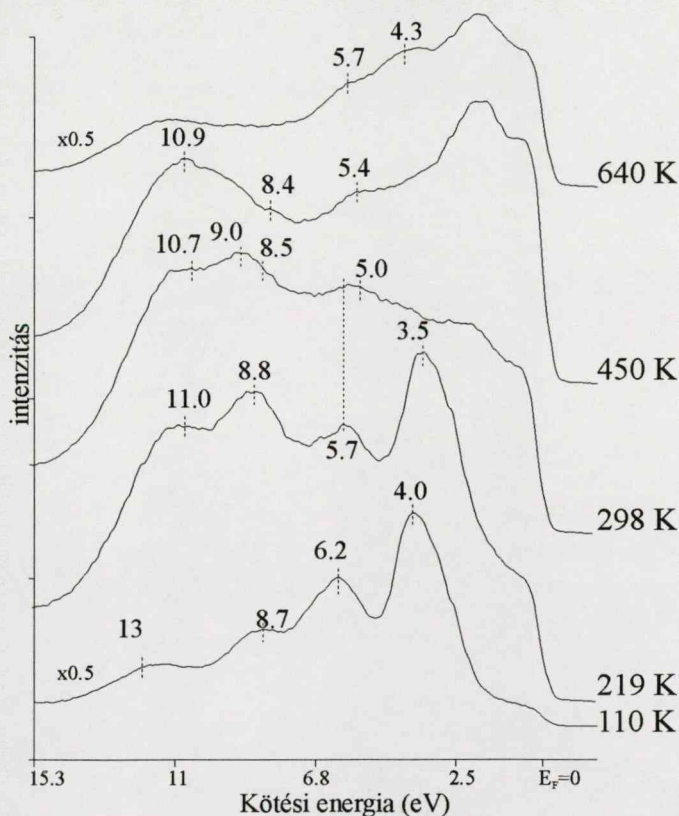 4.3
5.7
x0.5
10.9
640 K
8.4
5.4
10.7
9.0
8.5
5.0
3.5
450 K
intenzitás
8.8
11.0
5.7
298 K
4.0
6.2
13
8.7
x0.5
219 K
110 K
15.3 11 6.8 2.5 E_F=0
Kötési energia (eV)